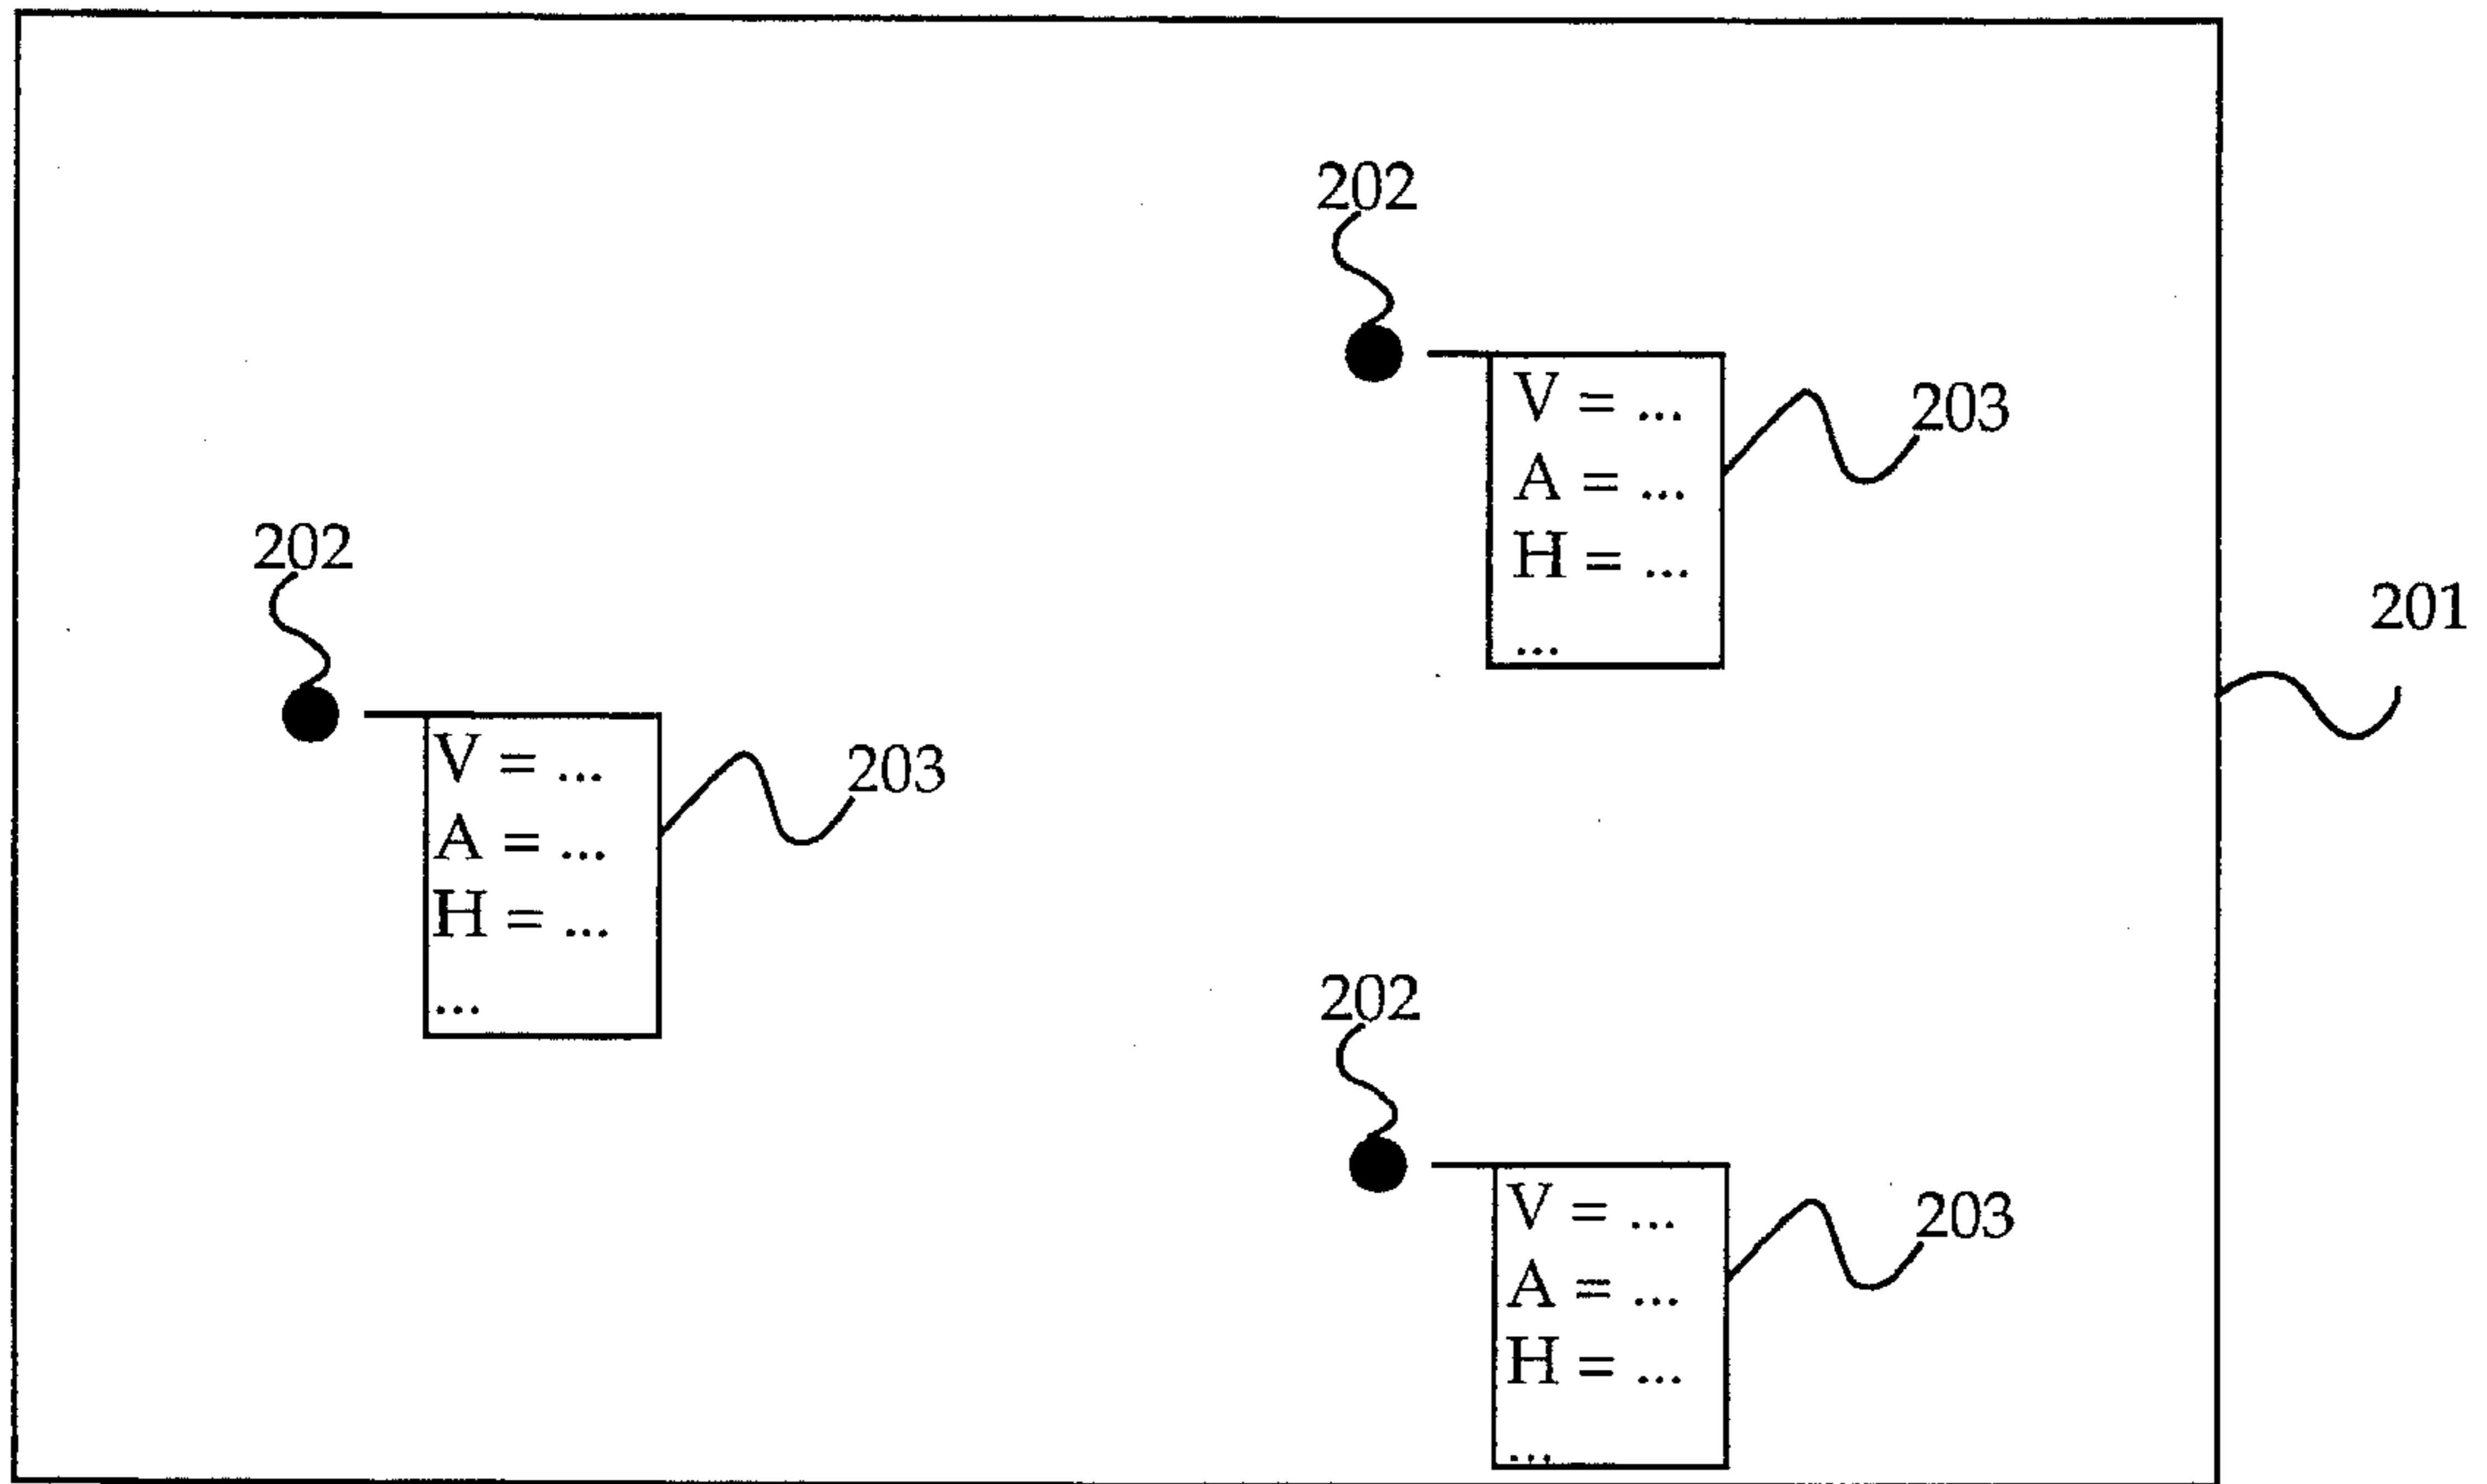 202
V = ...
A = ...
H = ...
...
203
201
202
V = ...
A = ...
H = ...
...
203
202
V = ...
A = ...
H = ...
...
203